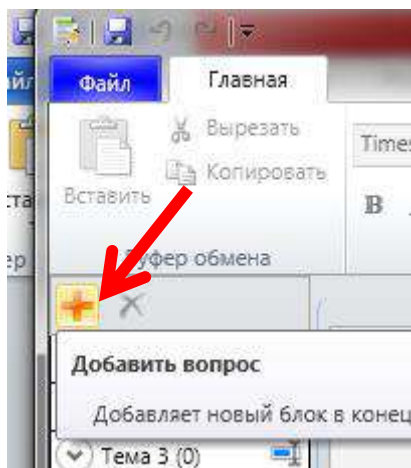 Файл Главная
Вырезать
Копировать
Вставить
Times
B
Буфер обмена
Добавить вопрос
Добавляет новый блок в конец
Тема 3 (0)